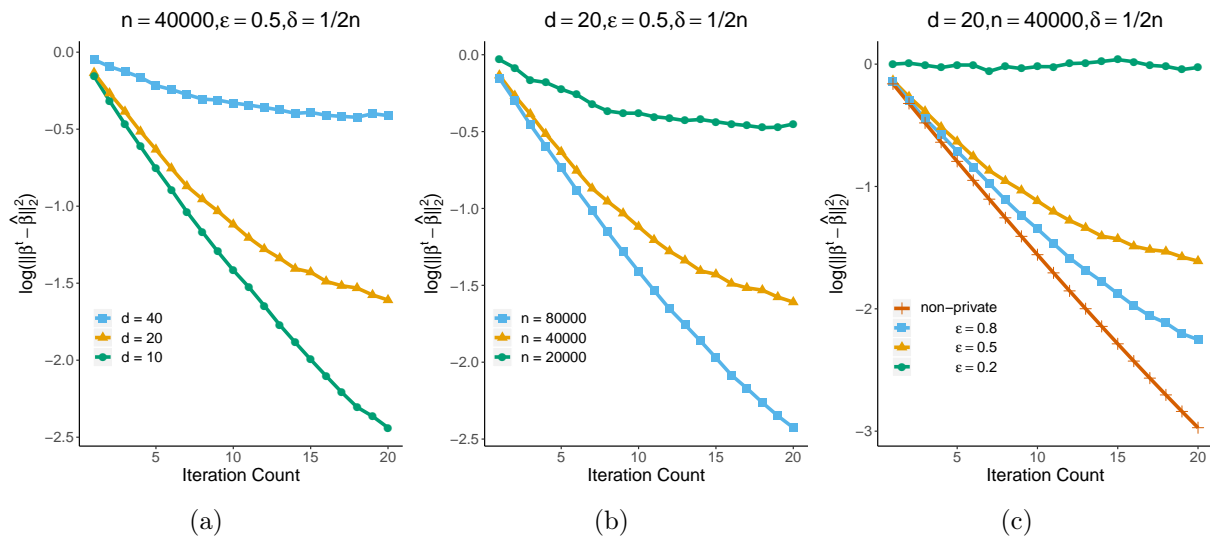 n = 40000,ε = 0.5,δ = 1/2n
0.0
−0.5
−1.0
−1.5
−2.0
−2.5
log(||β^t − β̂||₂²)
d = 40
d = 20
d = 10
5 10 15 20
Iteration Count
(a)
d = 20,ε = 0.5,δ = 1/2n
0.0
−0.5
−1.0
−1.5
−2.0
−2.5
log(||β^t − β̂||₂²)
n = 80000
n = 40000
n = 20000
5 10 15 20
Iteration Count
(b)
d = 20,n = 40000,δ = 1/2n
0
−1
−2
−3
log(||β^t − β̂||₂²)
non−private
ε = 0.8
ε = 0.5
ε = 0.2
5 10 15 20
Iteration Count
(c)